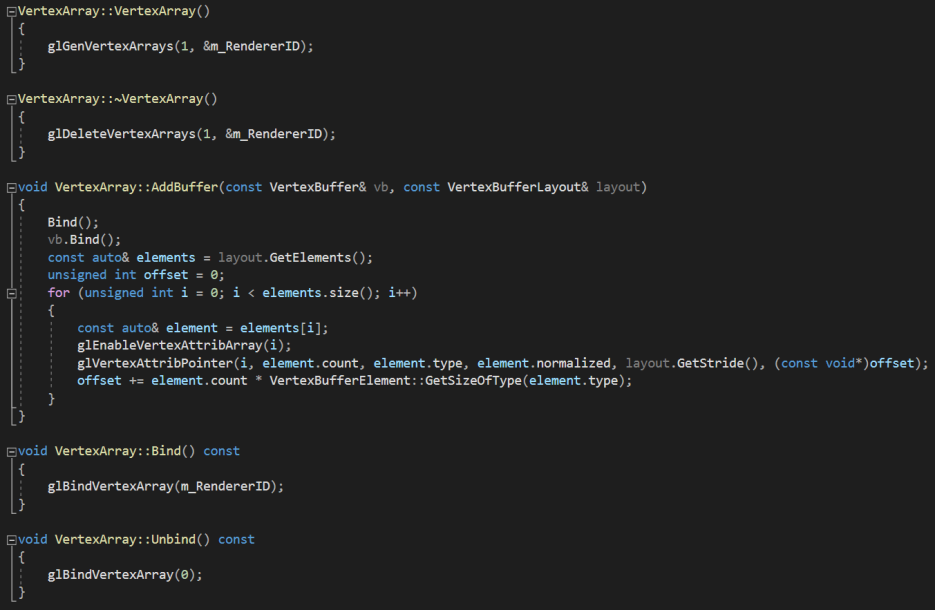 VertexArray::VertexArray()
{
    glGenVertexArrays(1, &m_RendererID);
}

VertexArray::~VertexArray()
{
    glDeleteVertexArrays(1, &m_RendererID);
}

void VertexArray::AddBuffer(const VertexBuffer& vb, const VertexBufferLayout& layout)
{
    Bind();
    vb.Bind();
    const auto& elements = layout.GetElements();
    unsigned int offset = 0;
    for (unsigned int i = 0; i < elements.size(); i++)
    {
        const auto& element = elements[i];
        glEnableVertexAttribArray(i);
        glVertexAttribPointer(i, element.count, element.type, element.normalized, layout.GetStride(), (const void*)offset);
        offset += element.count * VertexBufferElement::GetSizeOfType(element.type);
    }
}

void VertexArray::Bind() const
{
    glBindVertexArray(m_RendererID);
}

void VertexArray::Unbind() const
{
    glBindVertexArray(0);
}